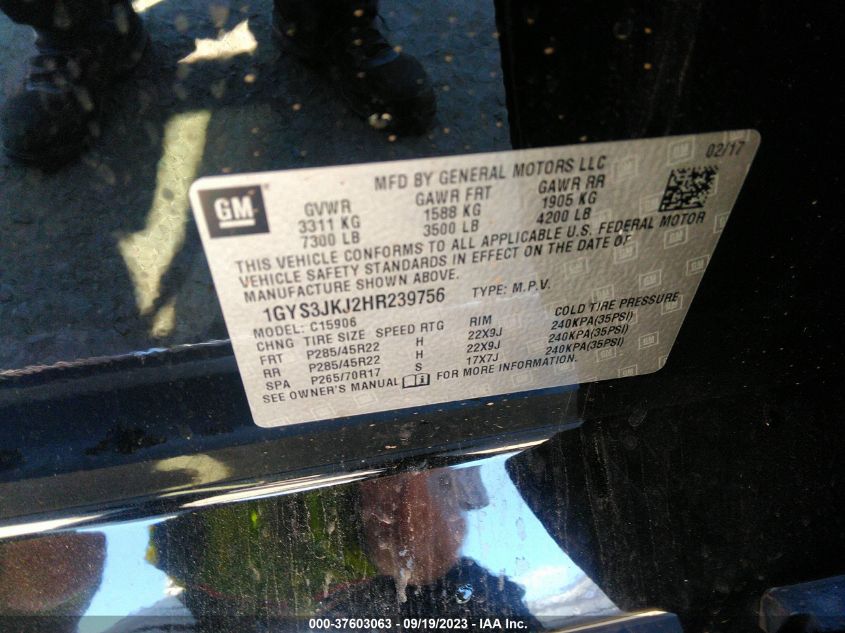 GM
MFD BY GENERAL MOTORS LLC
02/17
GVWR GAWR FRT GAWR RR
3311 KG 1588 KG 1905 KG
7300 LB 3500 LB 4200 LB
THIS VEHICLE CONFORMS TO ALL APPLICABLE U.S. FEDERAL MOTOR
VEHICLE SAFETY STANDARDS IN EFFECT ON THE DATE OF
MANUFACTURE SHOWN ABOVE.
1GYS3JKJ2HR239756 TYPE: M.P.V.
MODEL: C15906
CHNG TIRE SIZE SPEED RTG RIM COLD TIRE PRESSURE
FRT P285/45R22 H 22X9J 240KPA(35PSI)
RR P285/45R22 H 22X9J 240KPA(35PSI)
SPA P265/70R17 S 17X7J 240KPA(35PSI)
SEE OWNER'S MANUAL FOR MORE INFORMATION.
000-37603063 - 09/19/2023 - IAA Inc.